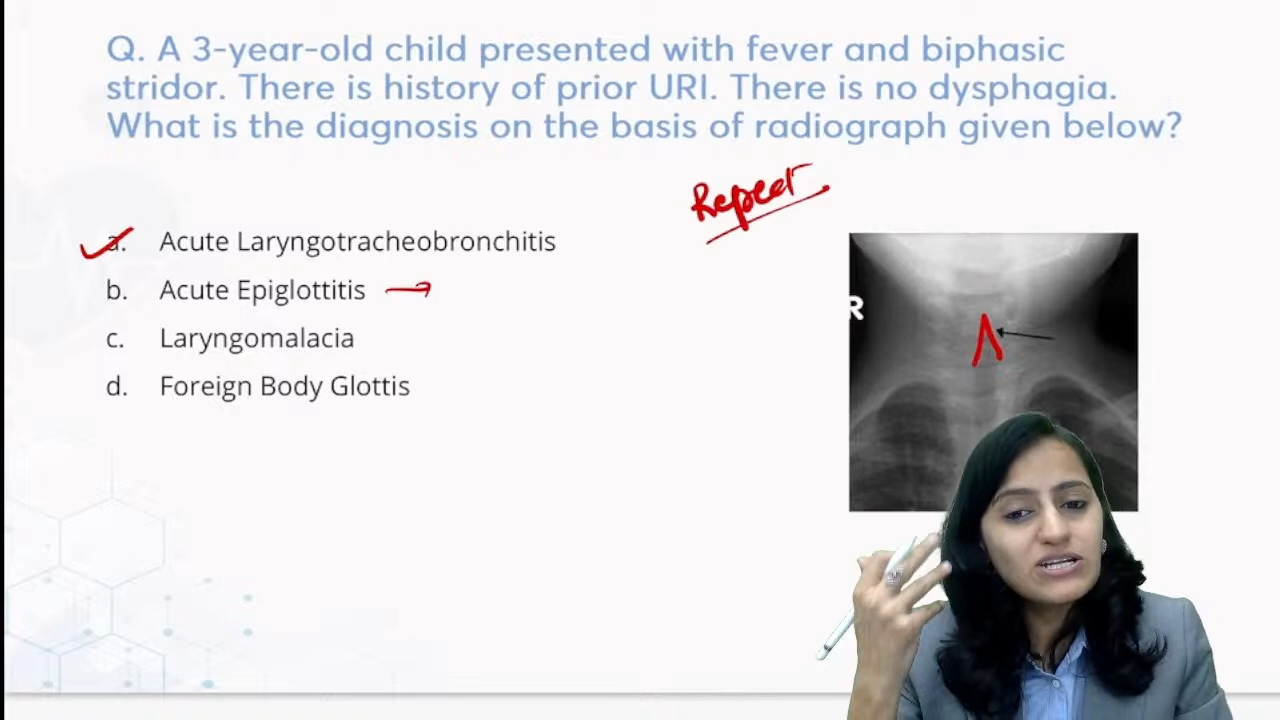 Q. A 3-year-old child presented with fever and biphasic
stridor. There is history of prior URI. There is no dysphagia.
What is the diagnosis on the basis of radiograph given below?
Repeat
a. Acute Laryngotracheobronchitis
b. Acute Epiglottitis
c. Laryngomalacia
d. Foreign Body Glottis
R